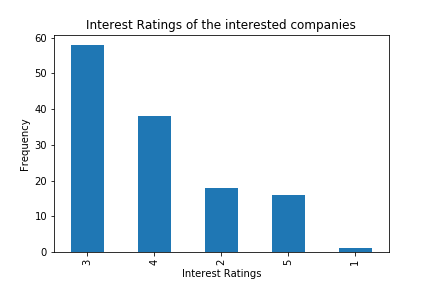 Interest Ratings of the interested companies
60
50
40
30
20
10
0
Frequency
3 4 2 5 1
Interest Ratings